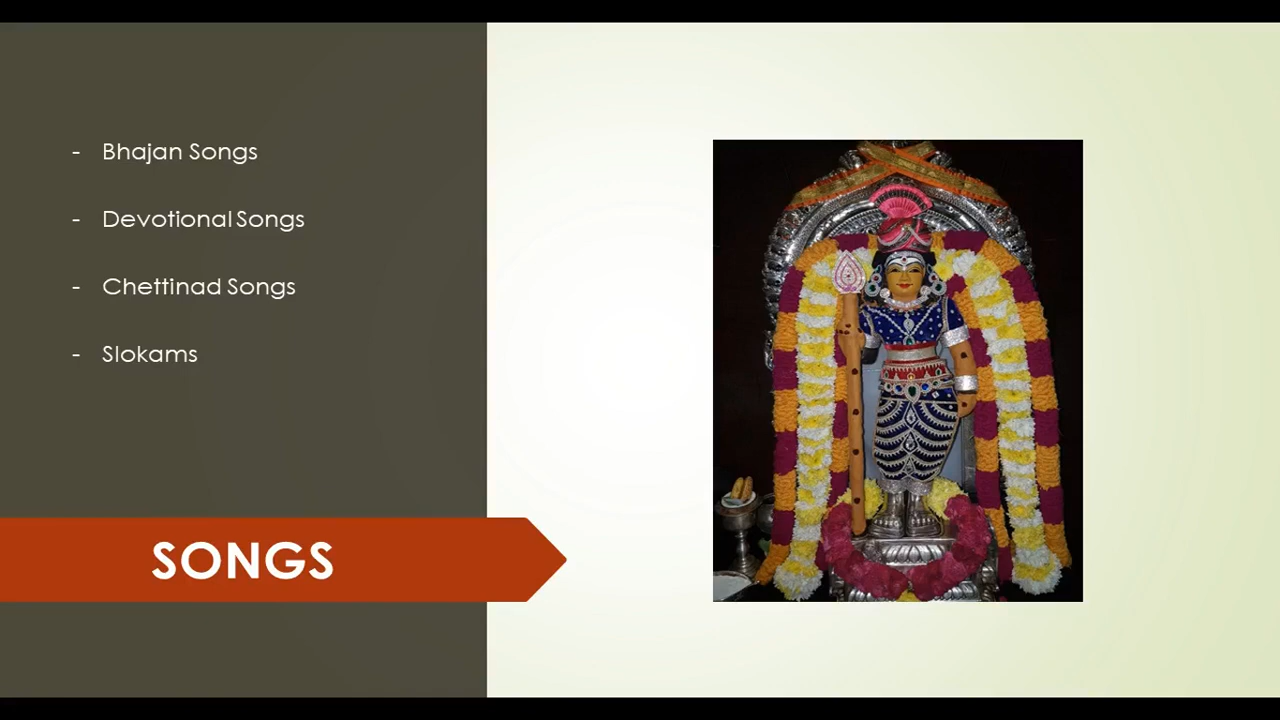 - Bhajan Songs
- Devotional Songs
- Chettinad Songs
- Slokams
SONGS